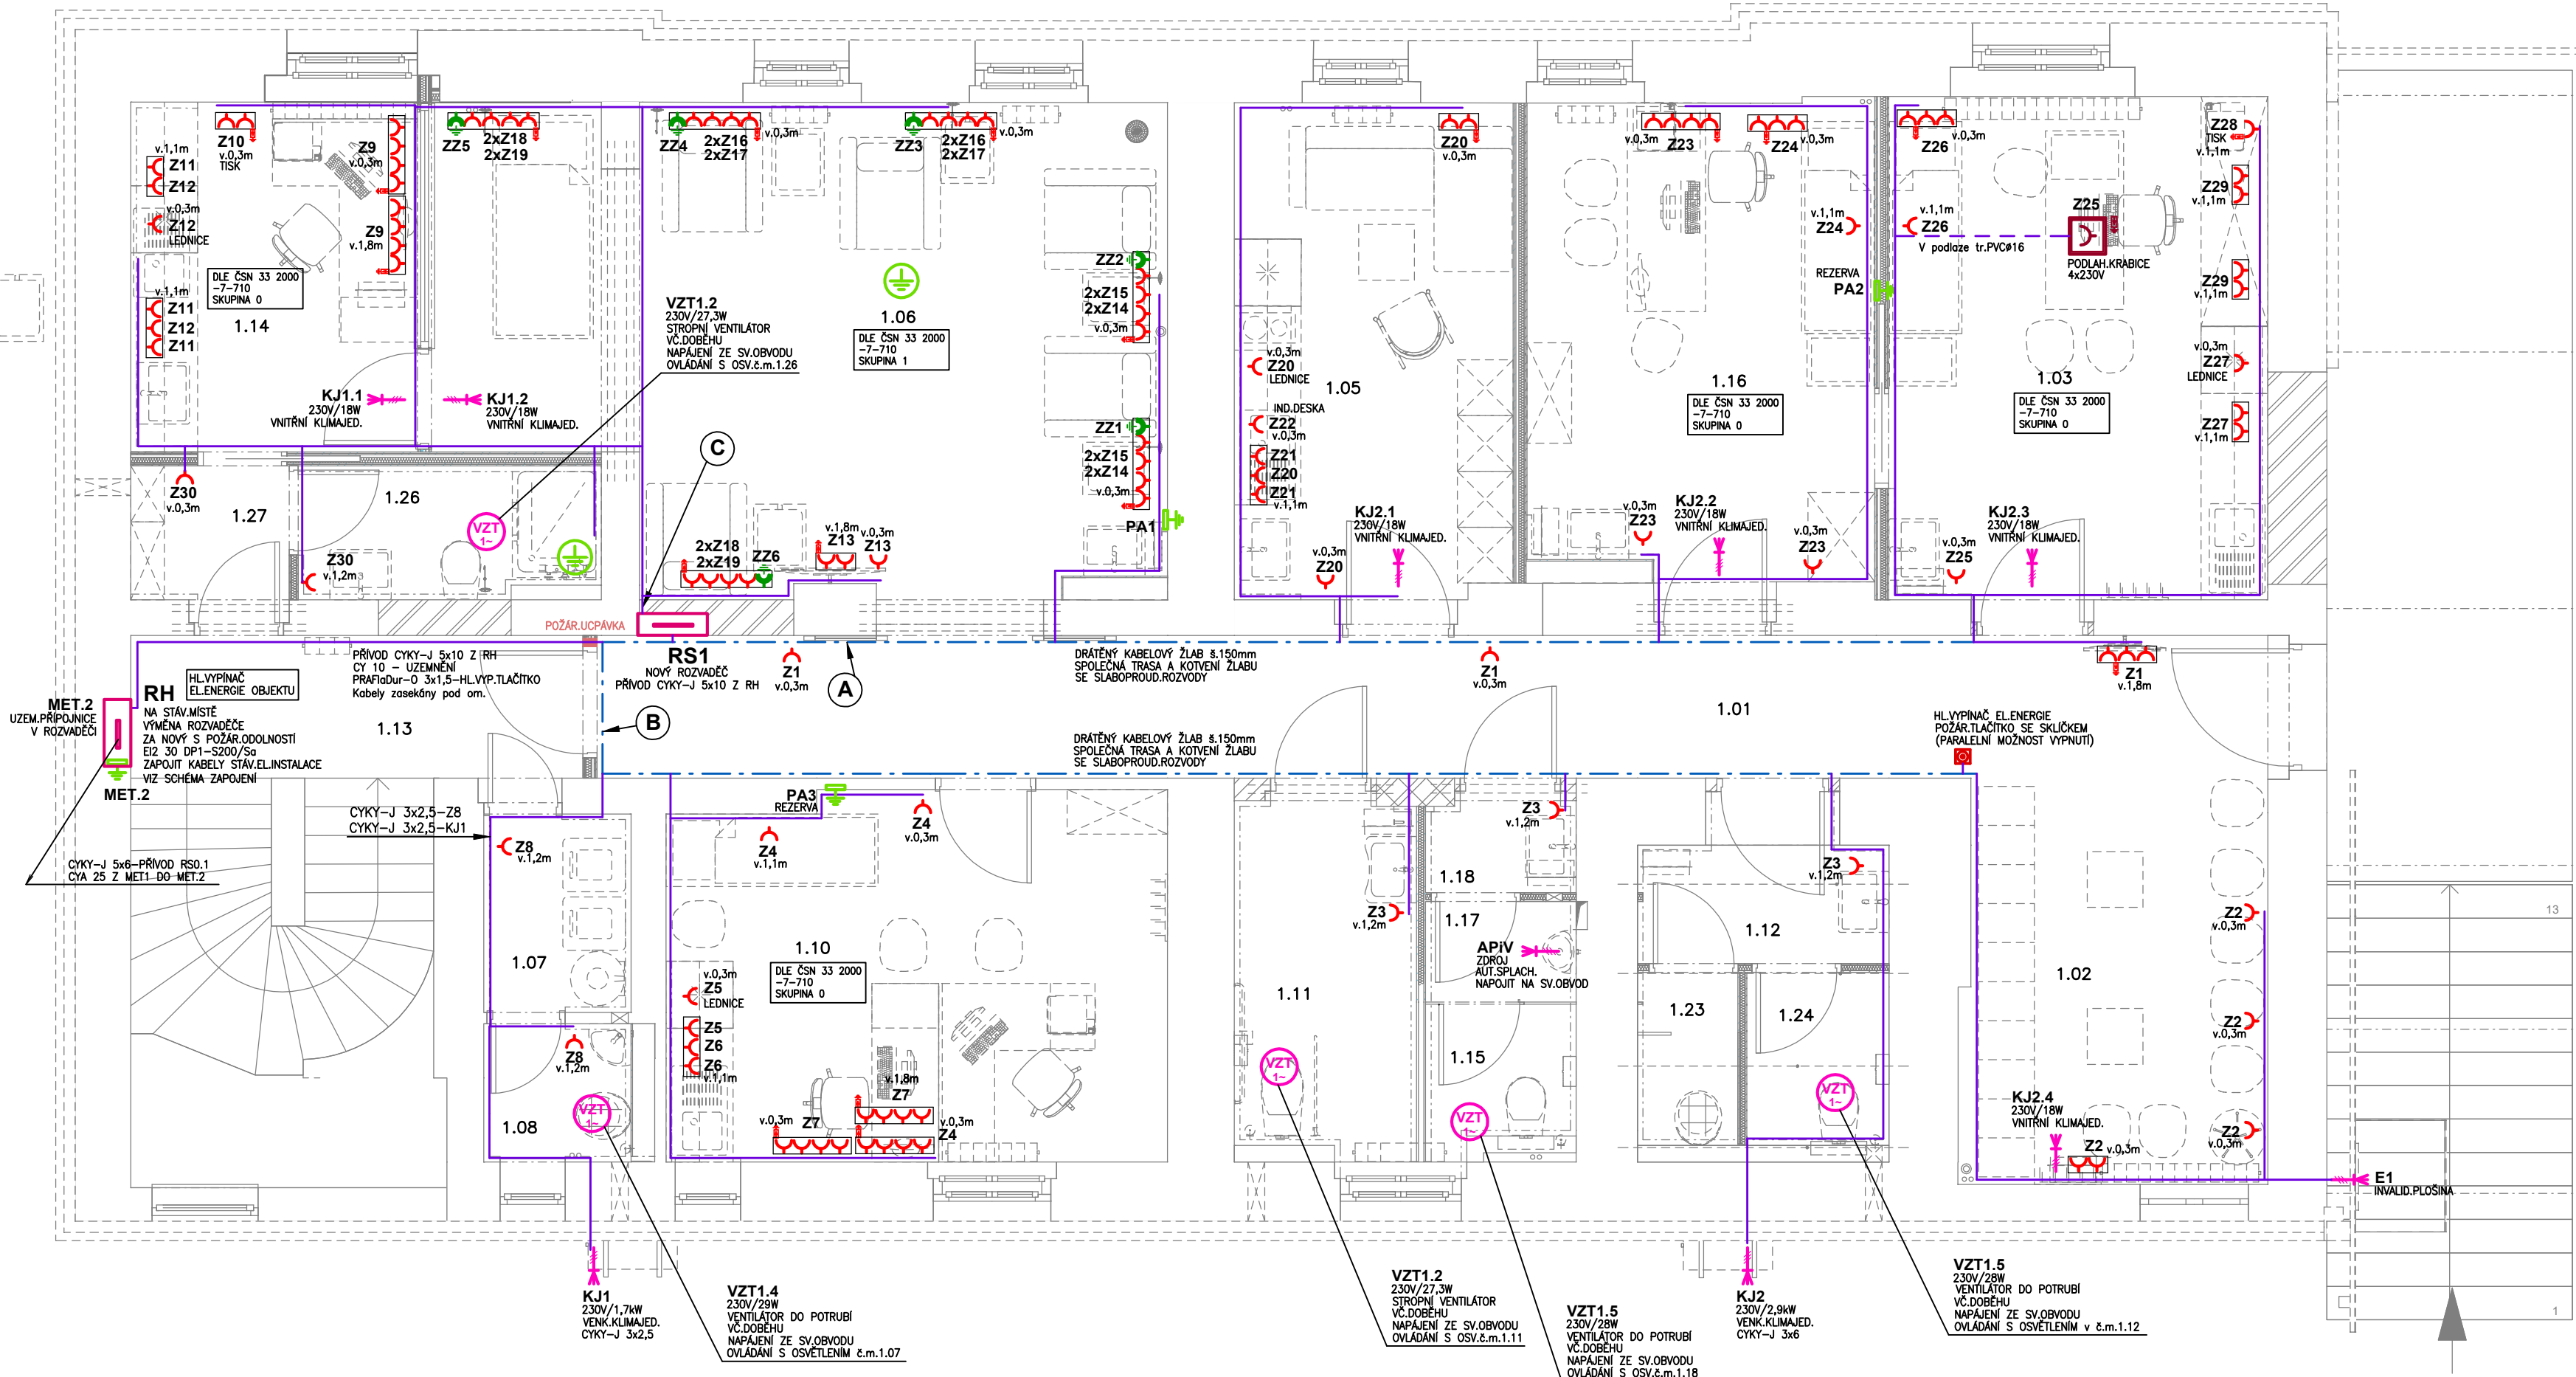 Z10
v.0,3m
TISK
v.1,1m
Z11
Z12
v.0,3m
Z12
LEDNICE
Z9
v.0,3m
Z9
v.1,8m
DLE ČSN 33 2000
-7-710
SKUPINA 0
1.14
v.1,1m
Z11
Z12
Z11
KJ1.1
230V/18W
VNITŘNÍ KLIMAJED.
KJ1.2
230V/18W
VNITŘNÍ KLIMAJED.
ZZ5
2xZ18
2xZ19
ZZ4
2xZ16
2xZ17
v.0,3m
ZZ3
2xZ16
2xZ17
v.0,3m
VZT1.2
230V/27,3W
STROPNÍ VENTILÁTOR
VČ.DOBĚHU
NAPÁJENÍ ZE SV.OBVODU
OVLÁDÁNÍ S OSV.č.m.1.26
1.06
DLE ČSN 33 2000
-7-710
SKUPINA 1
ZZ2
2xZ15
2xZ14
v.0,3m
ZZ1
2xZ15
2xZ14
v.0,3m
PA1
C
Z30
v.0,3m
1.27
1.26
VZT
1~
Z30
v.1,2m
2xZ18
2xZ19
ZZ6
v.1,8m
Z13
v.0,3m
Z13
Z20
v.0,3m
v.0,3m
Z20
LEDNICE
1.05
IND.DESKA
Z22
v.0,3m
Z21
Z20
Z21
v.1,1m
v.0,3m
Z20
KJ2.1
230V/18W
VNITŘNÍ KLIMAJED.
v.0,3m
Z23
Z24
v.0,3m
v.1,1m
Z24
REZERVA
PA2
1.16
DLE ČSN 33 2000
-7-710
SKUPINA 0
v.0,3m
Z23
KJ2.2
230V/18W
VNITŘNÍ KLIMAJED.
v.0,3m
Z23
Z26
v.0,3m
v.1,1m
Z26
V podlaze tr.PVCø16
Z25
PODLAH.KRABICE
4x230V
Z28
TISK
v.1,1m
Z29
v.1,1m
Z29
v.1,1m
v.0,3m
Z27
LEDNICE
Z27
v.1,1m
1.03
DLE ČSN 33 2000
-7-710
SKUPINA 0
v.0,3m
Z25
KJ2.3
230V/18W
VNITŘNÍ KLIMAJED.
POŽÁR.UCPÁVKA
RS1
NOVÝ ROZVADĚČ
PŘÍVOD CYKY-J 5x10 Z RH
Z1
v.0,3m
A
B
DRÁTĚNÝ KABELOVÝ ŽLAB š.150mm
SPOLEČNÁ TRASA A KOTVENÍ ŽLABU
SE SLABOPROUD.ROZVODY
Z1
v.0,3m
1.01
Z1
v.1,8m
HL.VYPÍNAČ EL.ENERGIE
POŽÁR.TLAČÍTKO SE SKLÍČKEM
(PARALELNÍ MOŽNOST VYPNUTÍ)
DRÁTĚNÝ KABELOVÝ ŽLAB š.150mm
SPOLEČNÁ TRASA A KOTVENÍ ŽLABU
SE SLABOPROUD.ROZVODY
PŘÍVOD CYKY-J 5x10 Z RH
CY 10 - UZEMNĚNÍ
PRAFlaDur-O 3x1,5-HL.VYP.TLAČÍTKO
Kabely zasekány pod om.
HL.VYPÍNAČ
EL.ENERGIE OBJEKTU
RH
NA STÁV.MÍSTĚ
VÝMĚNA ROZVADĚČE
ZA NOVÝ S POŽÁR.ODOLNOSTÍ
EI2 30 DP1-S200/Sa
ZAPOJIT KABELY STÁV.EL.INSTALACE
VIZ SCHÉMA ZAPOJENÍ
MET.2
UZEM.PŘÍPOJNICE
V ROZVADĚČI
MET.2
1.13
CYKY-J 3x2,5-Z8
CYKY-J 3x2,5-KJ1
CYKY-J 5x6-PŘÍVOD RS0.1
CYA 25 Z MET1 DO MET.2
Z8
v.1,2m
1.07
Z8
v.1,2m
1.08
VZT
1~
PA3
REZERVA
Z4
v.1,1m
Z4
v.0,3m
1.10
DLE ČSN 33 2000
-7-710
SKUPINA 0
v.0,3m
Z5
LEDNICE
Z5
Z6
Z6
v.1,1m
v.1,8m
Z7
v.0,3m
Z7
v.0,3m
Z4
Z3
v.1,2m
1.18
Z3
v.1,2m
1.17
APiV
ZDROJ
AUT.SPLACH.
NAPOJIT NA SV.OBVOD
1.11
1.15
VZT
1~
VZT
1~
Z3
v.1,2m
1.12
1.23
1.24
VZT
1~
1.02
Z2
v.0,3m
Z2
v.0,3m
Z2
v.0,3m
KJ2.4
230V/18W
VNITŘNÍ KLIMAJED.
Z2
v.0,3m
E1
INVALID.PLOŠINA
13
1
KJ1
230V/1,7kW
VENK.KLIMAJED.
CYKY-J 3x2,5
VZT1.4
230V/29W
VENTILÁTOR DO POTRUBÍ
VČ.DOBĚHU
NAPÁJENÍ ZE SV.OBVODU
OVLÁDÁNÍ S OSVĚTLENÍM č.m.1.07
VZT1.2
230V/27,3W
STROPNÍ VENTILÁTOR
VČ.DOBĚHU
NAPÁJENÍ ZE SV.OBVODU
OVLÁDÁNÍ S OSV.č.m.1.11
VZT1.5
230V/28W
VENTILÁTOR DO POTRUBÍ
VČ.DOBĚHU
NAPÁJENÍ ZE SV.OBVODU
OVLÁDÁNÍ S OSV.č.m.1.18
KJ2
230V/2,9kW
VENK.KLIMAJED.
CYKY-J 3x6
VZT1.5
230V/28W
VENTILÁTOR DO POTRUBÍ
VČ.DOBĚHU
NAPÁJENÍ ZE SV.OBVODU
OVLÁDÁNÍ S OSVĚTLENÍM v č.m.1.12